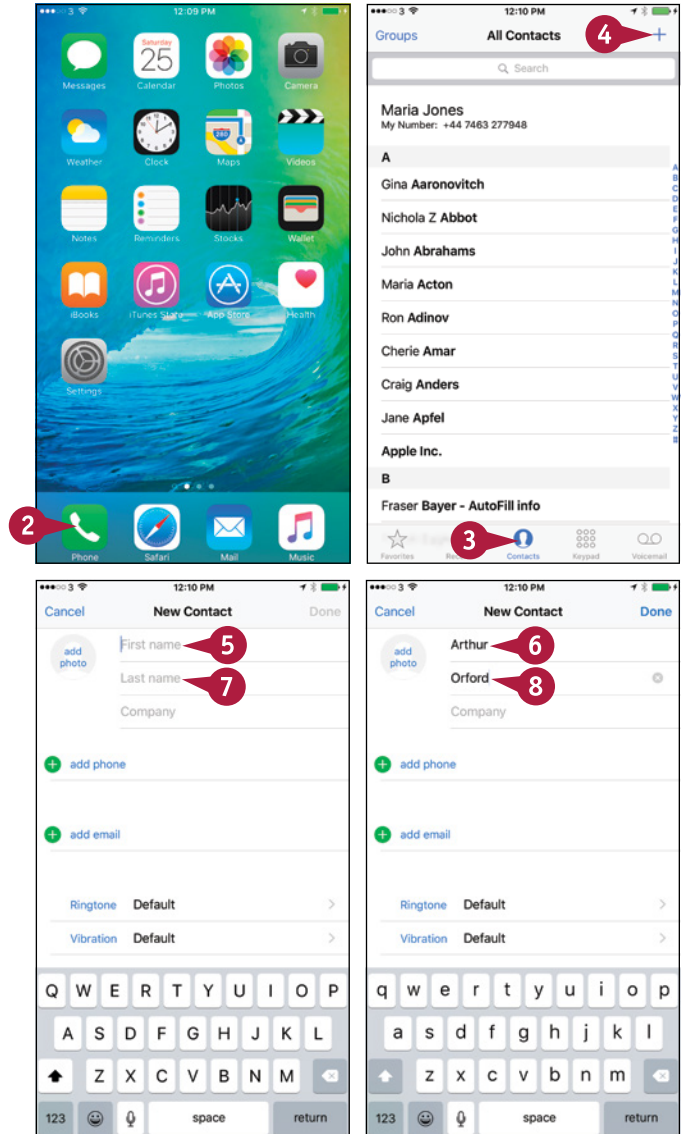 3 12:09 PM
Saturday
25
Messages Calendar Photos Camera
280
Weather Clock Maps Videos
Notes Reminders Stocks Wallet
iBooks iTunes Store App Store Health
Settings
2
Phone Safari Mail Music
3 12:10 PM
Groups All Contacts 4 +
Search
Maria Jones
My Number: +44 7463 277948
A
Gina Aaronovitch
Nichola Z Abbot
John Abrahams
Maria Acton
Ron Adinov
Cherie Amar
Craig Anders
Jane Apfel
Apple Inc.
B
Fraser Bayer - AutoFill info
A
B
C
D
E
F
G
H
I
J
K
L
M
N
O
P
Q
R
S
T
U
V
W
X
Y
Z
#
3
Favorites Contacts Keypad Voicemail
3 12:10 PM
Cancel New Contact Done
add photo
First name 5
Last name 7
Company
add phone
add email
Ringtone Default
Vibration Default
Q W E R T Y U I O P
A S D F G H J K L
Z X C V B N M
123 space return
3 12:10 PM
Cancel New Contact Done
add photo
Arthur 6
Orford 8
Company
add phone
add email
Ringtone Default
Vibration Default
q w e r t y u i o p
a s d f g h j k l
z x c v b n m
123 space return